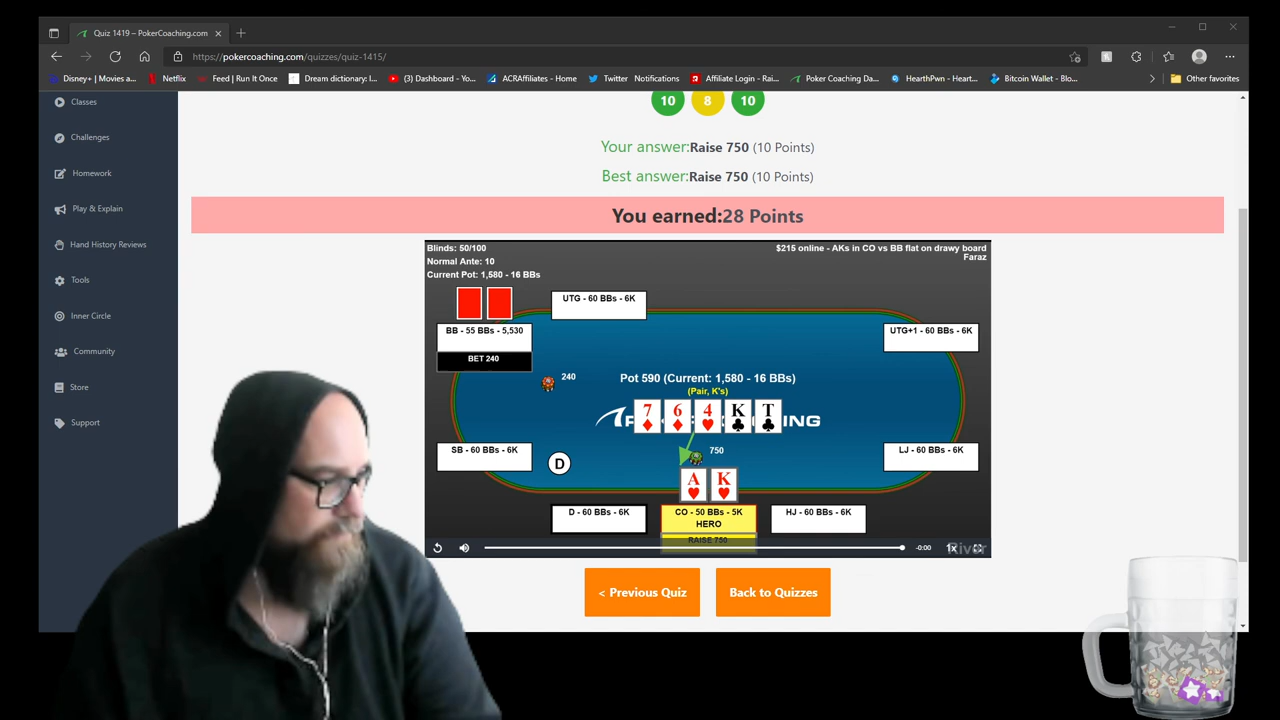 Quiz 1419 – PokerCoaching.com
https://pokercoaching.com/quizzes/quiz-1415/
Disney+ | Movies a...
Netflix
Feed | Run It Once
Dream dictionary: I...
(3) Dashboard - Yo...
ACRAffiliates - Home
Twitter
Notifications
Affiliate Login - Rai...
Poker Coaching Da...
HearthPwn - Heart...
Bitcoin Wallet - Blo...
Other favorites
Classes
Challenges
Homework
Play & Explain
Hand History Reviews
Tools
Inner Circle
Community
Store
Support
10 8 10
Your answer:Raise 750 (10 Points)
Best answer:Raise 750 (10 Points)
You earned:28 Points
Blinds: 50/100
Normal Ante: 10
Current Pot: 1,580 - 16 BBs
$215 online - AKs in CO vs BB flat on drawy board
Faraz
UTG - 60 BBs - 6K
BB - 55 BBs - 5,530
BET 240
UTG+1 - 60 BBs - 6K
240
Pot 590 (Current: 1,580 - 16 BBs)
(Pair, K's)
7 6 4 K T
SB - 60 BBs - 6K
D
750
LJ - 60 BBs - 6K
A K
D - 60 BBs - 6K
CO - 50 BBs - 5K
HERO
RAISE 750
HJ - 60 BBs - 6K
-0:00
1x
River
< Previous Quiz
Back to Quizzes